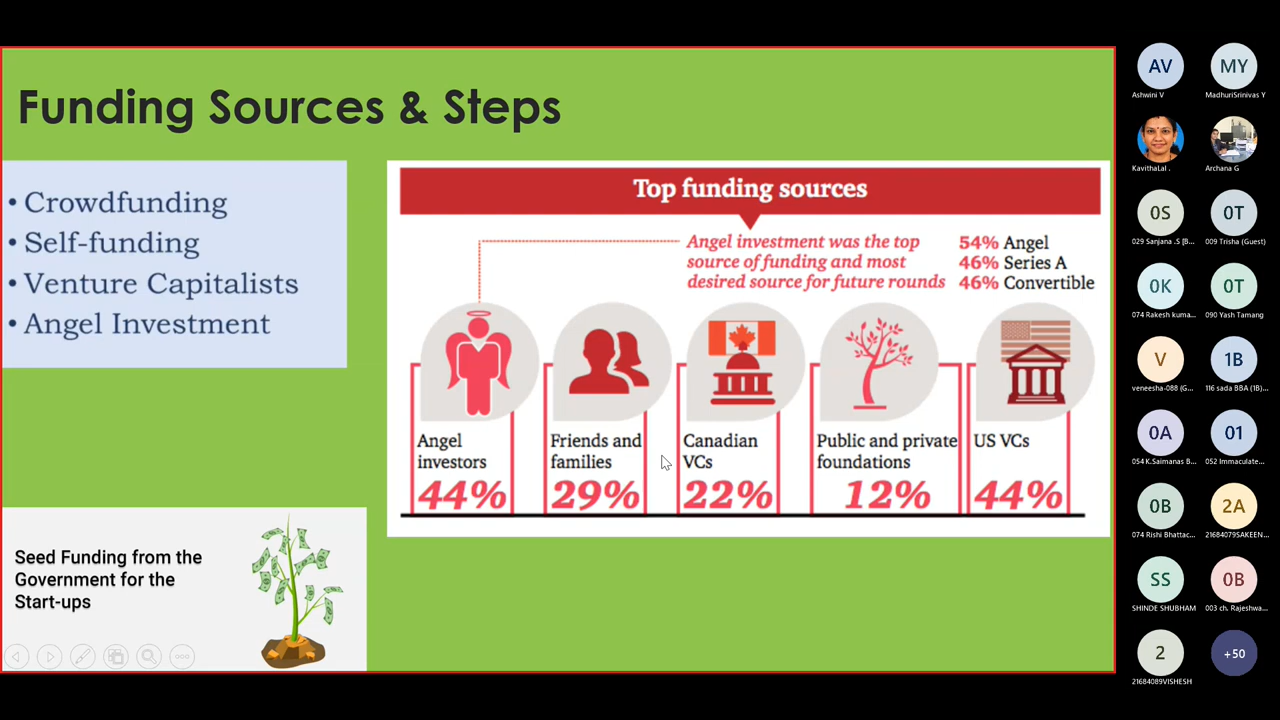 Funding Sources & Steps
• Crowdfunding
• Self-funding
• Venture Capitalists
• Angel Investment
Top funding sources
Angel investment was the top
source of funding and most
desired source for future rounds
54% Angel
46% Series A
46% Convertible
Angel
investors
44%
Friends and
families
29%
Canadian
VCs
22%
Public and private
foundations
12%
US VCs
44%
Seed Funding from the
Government for the
Start-ups
AV
Ashwini V
MY
MadhuriSrinivas Y
KavithaLal .
Archana G
0S
029 Sanjana .S [B...
0T
009 Trisha (Guest)
0K
074 Rakesh kuma...
0T
090 Yash Tamang
V
veneesha-088 (G...
1B
116 sada BBA (1B)...
0A
054 K.Saimanas B...
01
052 Immaculate...
0B
074 Rishi Bhattac...
2A
21684079SAKEEN...
SS
SHINDE SHUBHAM
0B
003 ch. Rajeshwa...
2
21684089VISHESH
+50